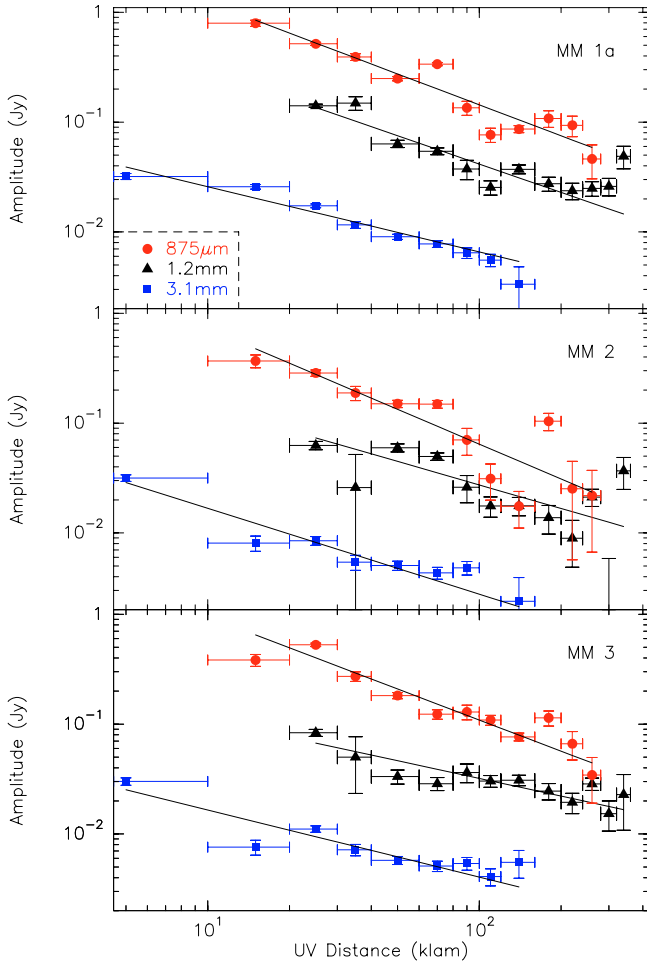 1
MM 1a
10⁻¹
Amplitude (Jy)
10⁻²
875μm
1.2mm
3.1mm
1
MM 2
10⁻¹
Amplitude (Jy)
10⁻²
1
MM 3
10⁻¹
Amplitude (Jy)
10⁻²
10¹ 10²
UV Distance (klam)